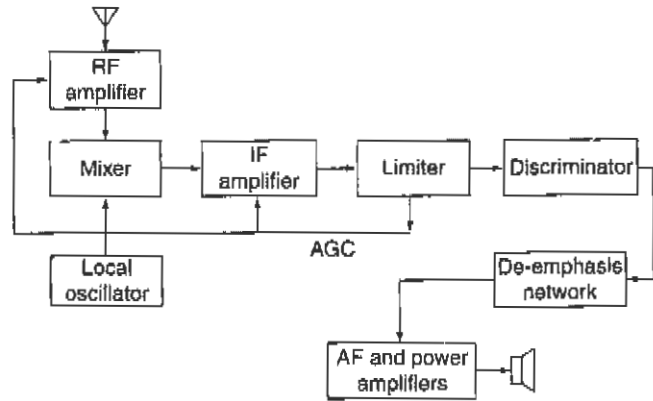 RF
amplifier
Mixer
IF
amplifier
Limiter
Discriminator
AGC
Local
oscillator
De-emphasis
network
AF and power
amplifiers